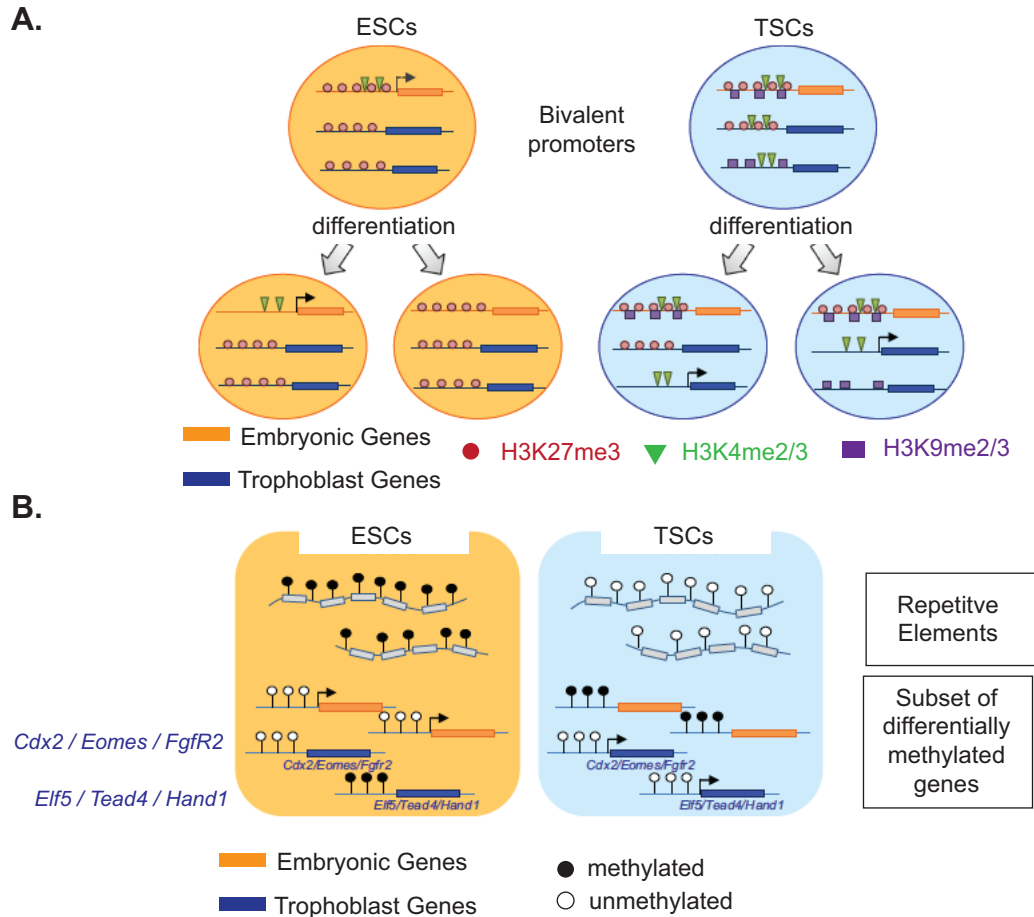 A.
ESCs
TSCs
Bivalent
promoters
differentiation
differentiation
Embryonic Genes
H3K27me3
H3K4me2/3
H3K9me2/3
Trophoblast Genes
B.
ESCs
TSCs
Repetitve
Elements
Subset of
differentially
methylated
genes
Cdx2 / Eomes / FgfR2
Cdx2/Eomes/Fgfr2
Cdx2/Eomes/Fgfr2
Elf5 / Tead4 / Hand1
Elf5/Tead4/Hand1
Elf5/Tead4/Hand1
Embryonic Genes
methylated
Trophoblast Genes
unmethylated